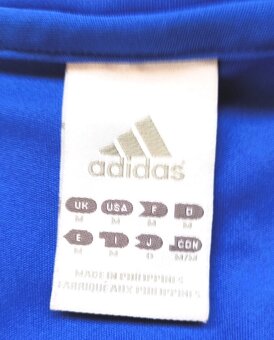 adidas
UK USA F D
M M M M
E I J CDN
M M O M/M
MADE IN PHILIPPINES
FABRIQUÉ AUX PHILIPPINES